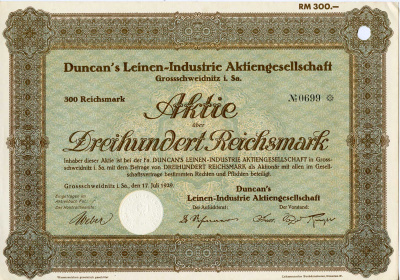 RM 300.—
Duncan's Leinen-Industrie Aktiengesellschaft
Grossschweidnitz i. Sa.
300 Reichsmark
№0699
Aktie
über
Dreihundert Reichsmark
Inhaber dieser Aktie ist bei der Fa. DUNCAN'S LEINEN-INDUSTRIE AKTIENGESELLSCHAFT in Gross-
schweidnitz i. Sa. mit dem Betrage von DREIHUNDERT REICHSMARK als Aktionär mit allen im Gesell-
schaftsvertrage bestimmten Rechten und Pflichten beteiligt.
Grossschweidnitz i. Sa., den 17. Juli 1930.
Duncan's
Leinen-Industrie Aktiengesellschaft
Der Aufsichtsrat: Der Vorstand: